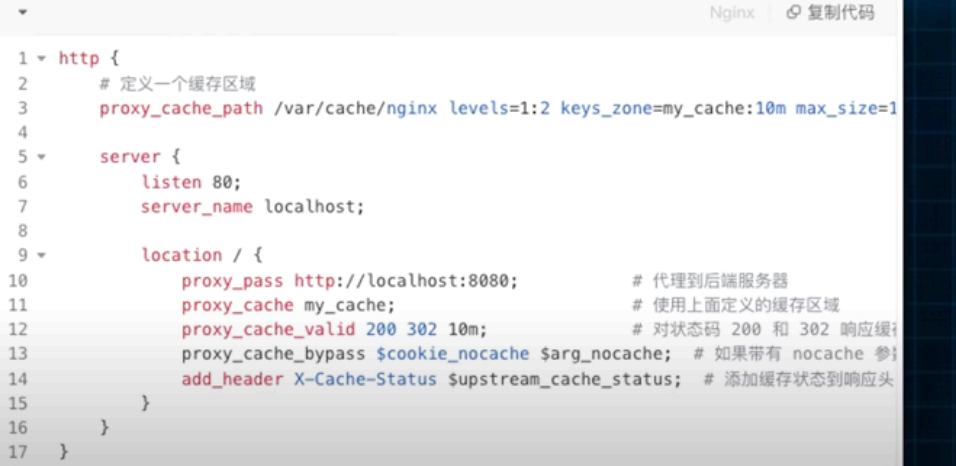 Nginx 复制代码
1 http {
2 # 定义一个缓存区域
3 proxy_cache_path /var/cache/nginx levels=1:2 keys_zone=my_cache:10m max_size=1
4
5 server {
6 listen 80;
7 server_name localhost;
8
9 location / {
10 proxy_pass http://localhost:8080; # 代理到后端服务器
11 proxy_cache my_cache; # 使用上面定义的缓存区域
12 proxy_cache_valid 200 302 10m; # 对状态码 200 和 302 响应缓
13 proxy_cache_bypass $cookie_nocache $arg_nocache; # 如果带有 nocache
14 add_header X-Cache-Status $upstream_cache_status; # 添加缓存状态到响应头
15 }
16 }
17 }